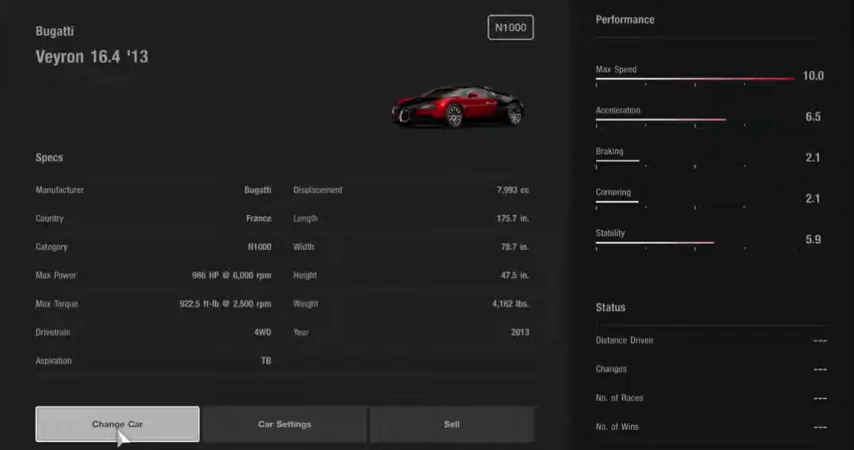 Bugatti
Veyron 16.4 '13
N1000
Specs
Manufacturer Bugatti
Country France
Category N1000
Max Power 986 HP @ 6,000 rpm
Max Torque 922.5 ft-lb @ 2,500 rpm
Drivetrain 4WD
Aspiration TB
Displacement 7,993 cc
Length 175.7 in.
Width 78.7 in.
Height 47.5 in.
Weight 4,162 lbs.
Year 2013
Change Car
Car Settings
Sell
Performance
Max Speed 10.0
Acceleration 6.5
Braking 2.1
Cornering 2.1
Stability 5.9
Status
Distance Driven ---
Changes ---
No. of Races ---
No. of Wins ---